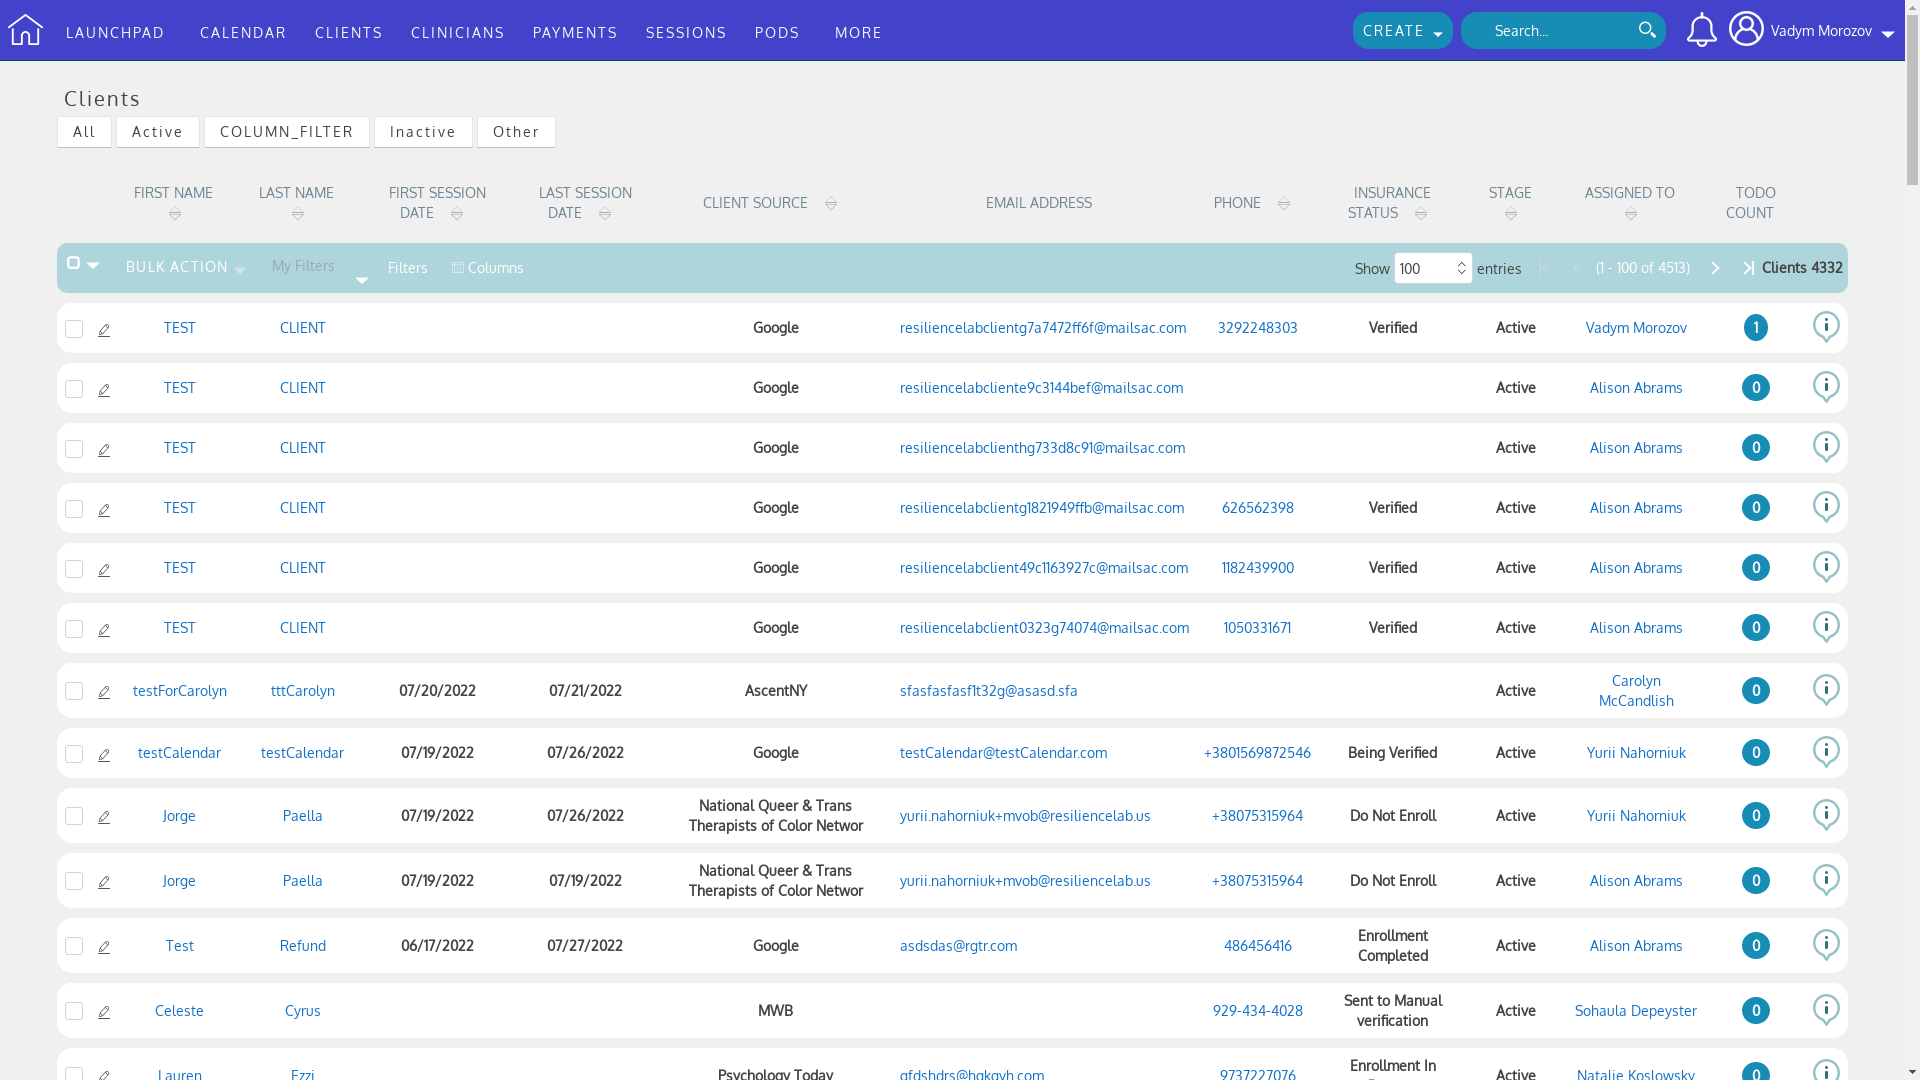 LAUNCHPAD CALENDAR CLIENTS CLINICIANS PAYMENTS SESSIONS PODS MORE CREATE Search... Vadym Morozov
Clients
All Active COLUMN_FILTER Inactive Other
FIRST NAME LAST NAME FIRST SESSION DATE LAST SESSION DATE CLIENT SOURCE EMAIL ADDRESS PHONE INSURANCE STATUS STAGE ASSIGNED TO TODO COUNT
BULK ACTION My Filters Filters Columns Show 100 entries (1 - 100 of 4513) Clients 4332
TEST CLIENT Google resiliencelabclientg7a7472ff6f@mailsac.com 3292248303 Verified Active Vadym Morozov 1
TEST CLIENT Google resiliencelabcliente9c3144bef@mailsac.com Active Alison Abrams 0
TEST CLIENT Google resiliencelabclienthg733d8c91@mailsac.com Active Alison Abrams 0
TEST CLIENT Google resiliencelabclientg1821949ffb@mailsac.com 626562398 Verified Active Alison Abrams 0
TEST CLIENT Google resiliencelabclient49c1163927c@mailsac.com 1182439900 Verified Active Alison Abrams 0
TEST CLIENT Google resiliencelabclient0323g74074@mailsac.com 1050331671 Verified Active Alison Abrams 0
testForCarolyn tttCarolyn 07/20/2022 07/21/2022 AscentNY sfasfasfasf1t32g@asasd.sfa Active Carolyn McCandlish 0
testCalendar testCalendar 07/19/2022 07/26/2022 Google testCalendar@testCalendar.com +3801569872546 Being Verified Active Yurii Nahorniuk 0
Jorge Paella 07/19/2022 07/26/2022 National Queer & Trans Therapists of Color Networ yurii.nahorniuk+mvob@resiliencelab.us +38075315964 Do Not Enroll Active Yurii Nahorniuk 0
Jorge Paella 07/19/2022 07/19/2022 National Queer & Trans Therapists of Color Networ yurii.nahorniuk+mvob@resiliencelab.us +38075315964 Do Not Enroll Active Alison Abrams 0
Test Refund 06/17/2022 07/27/2022 Google asdsdas@rgtr.com 486456416 Enrollment Completed Active Alison Abrams 0
Celeste Cyrus MWB 929-434-4028 Sent to Manual verification Active Sohaula Depeyster 0
Lauren Ezzi Psychology Today gfdshdrs@hgkgyh.com 9737227076 Enrollment In Active Natalie Koslowsky 0